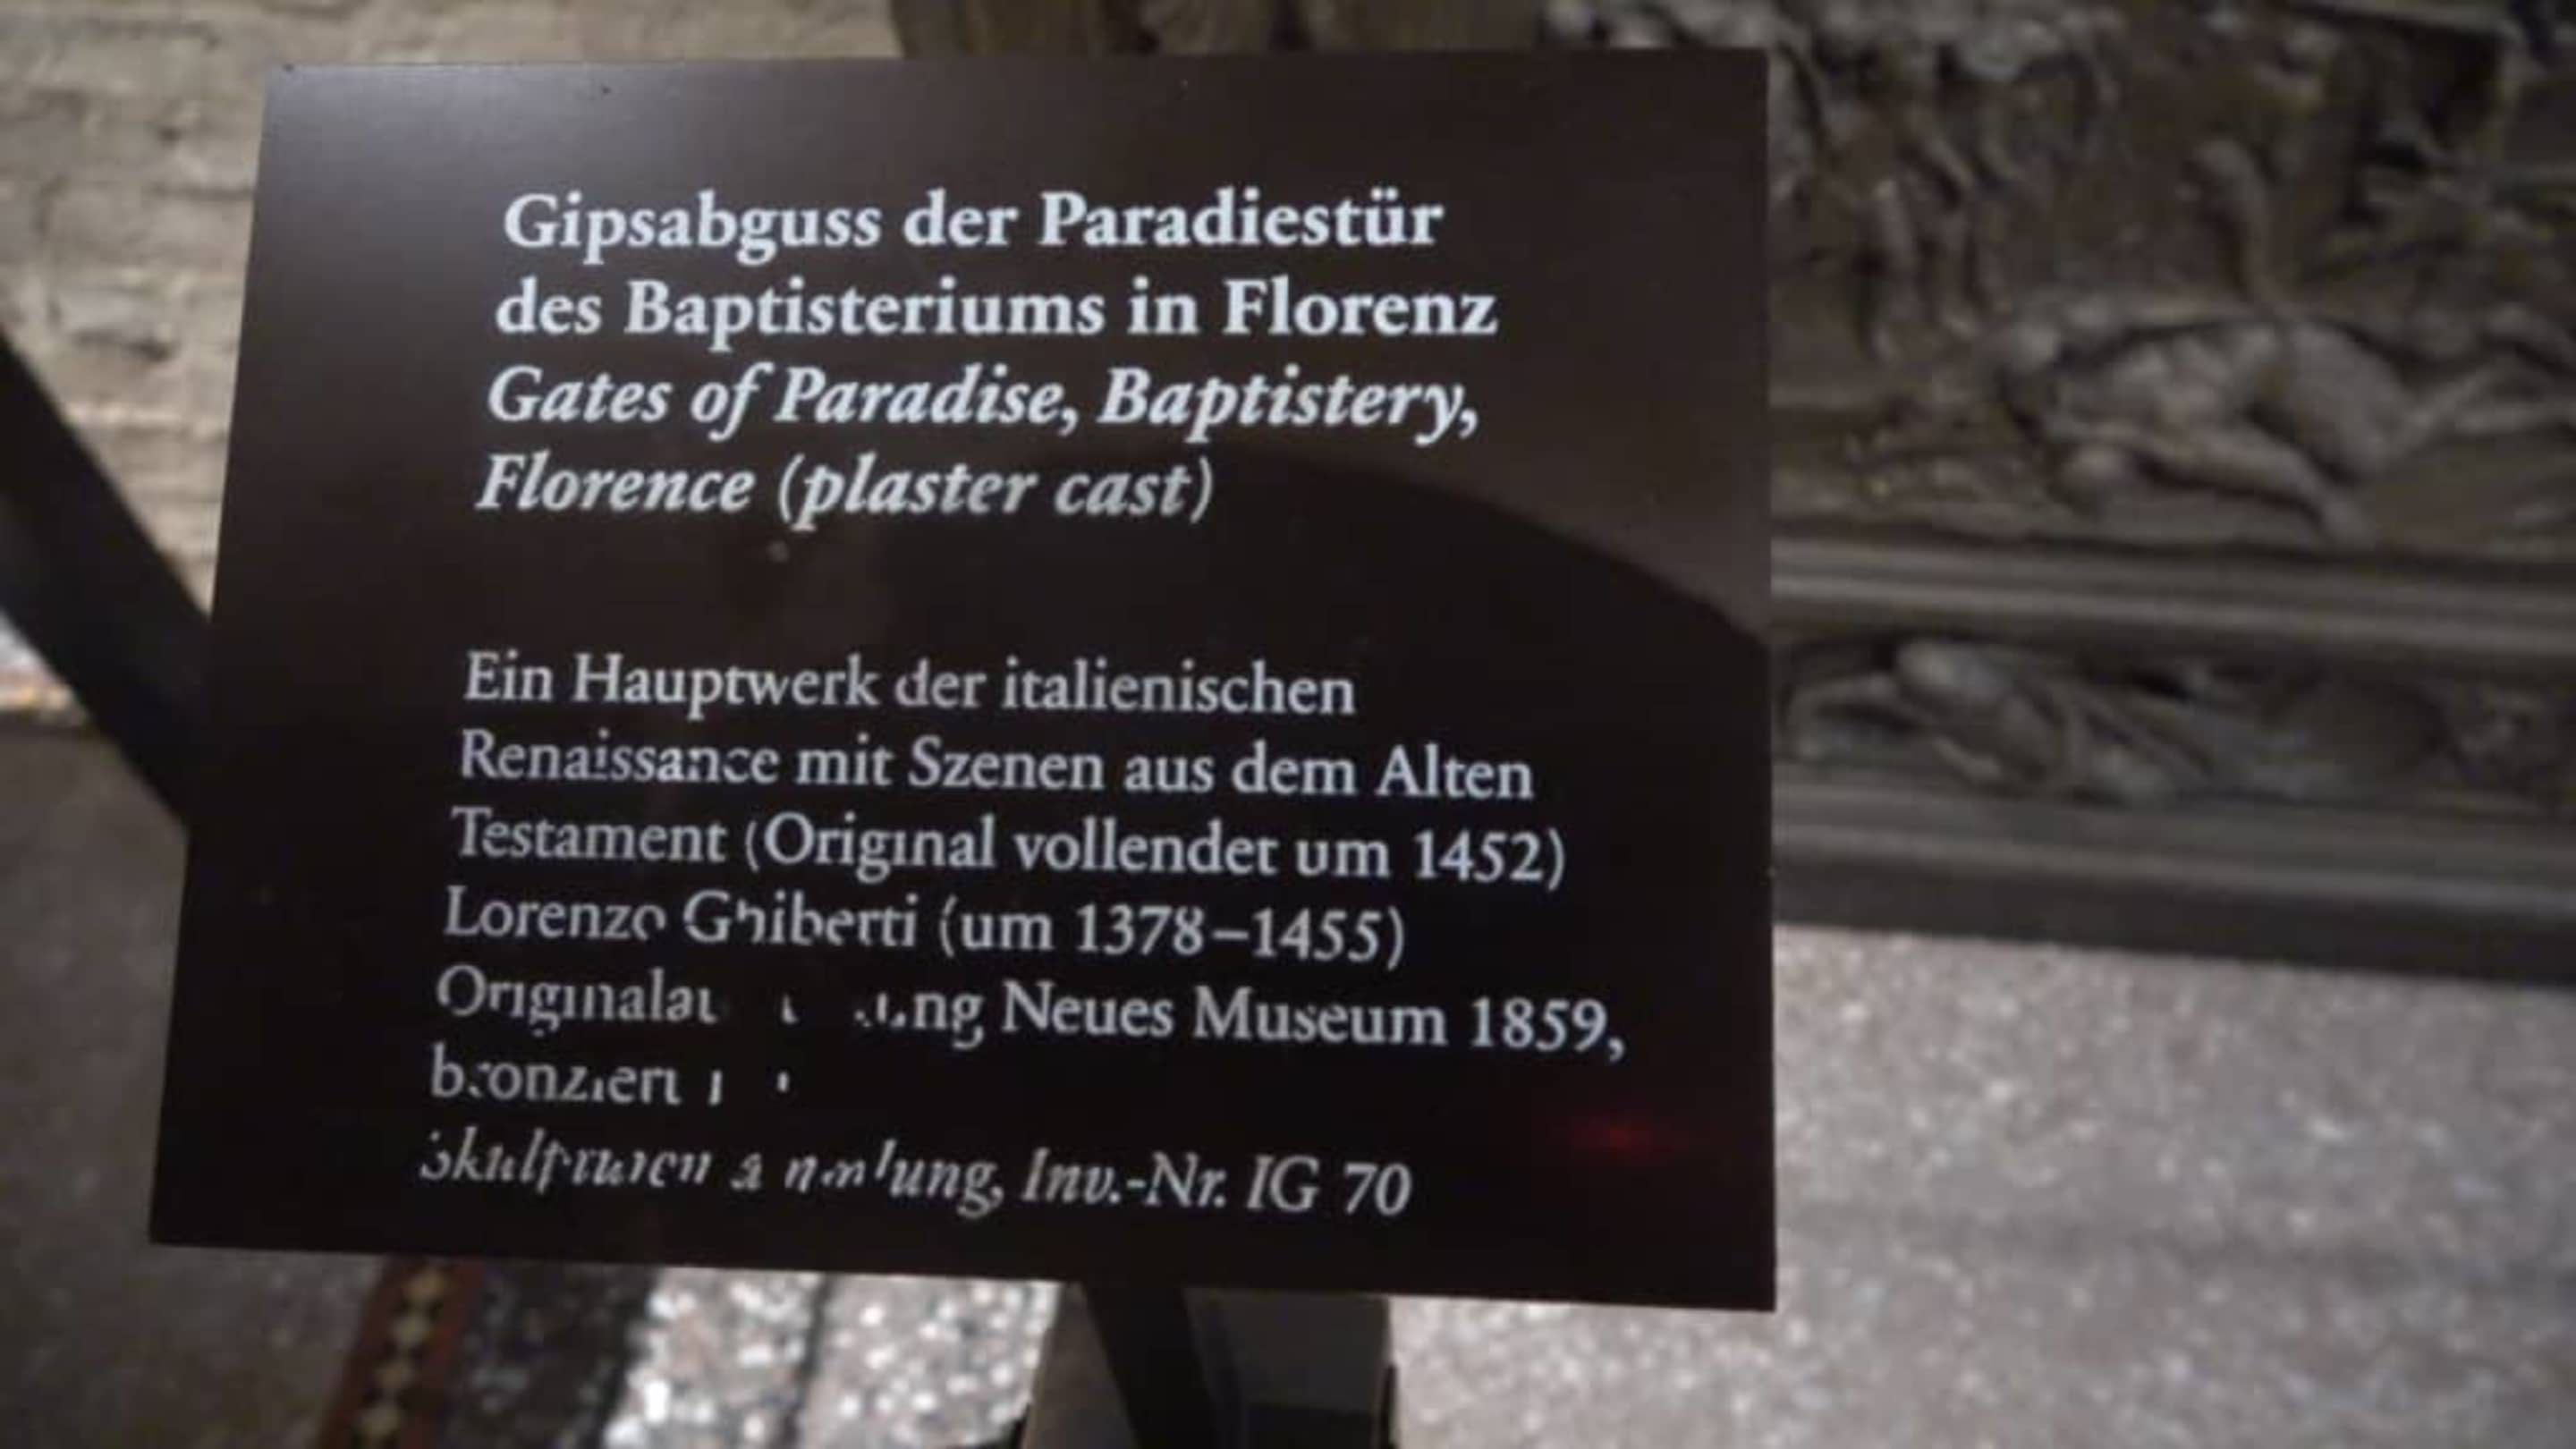 Gipsabguss der Paradiestür
des Baptisteriums in Florenz
Gates of Paradise, Baptistery,
Florence (plaster cast)
Ein Hauptwerk der italienischen
Renaissance mit Szenen aus dem Alten
Testament (Original vollendet um 1452)
Lorenzo Ghiberti (um 1378–1455)
Neues Museum 1859,
bronziert
Inv.-Nr. IG 70